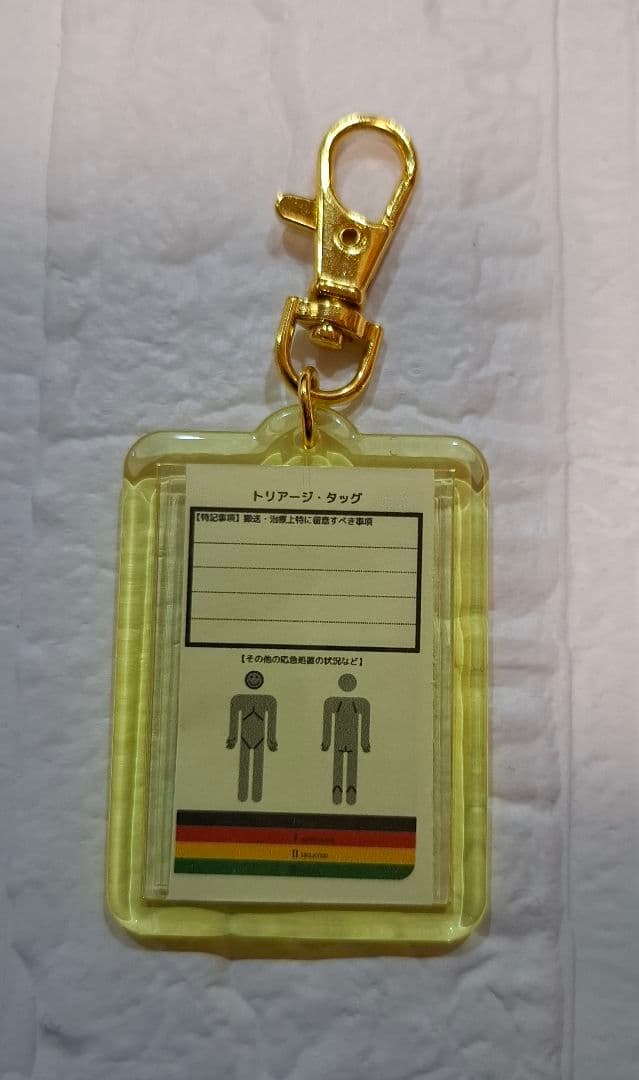 トリアージ・タッグ
【特記事項】搬送・治療上特に留意すべき事項
【その他の応急処置の状況など】
I
II DELAYED